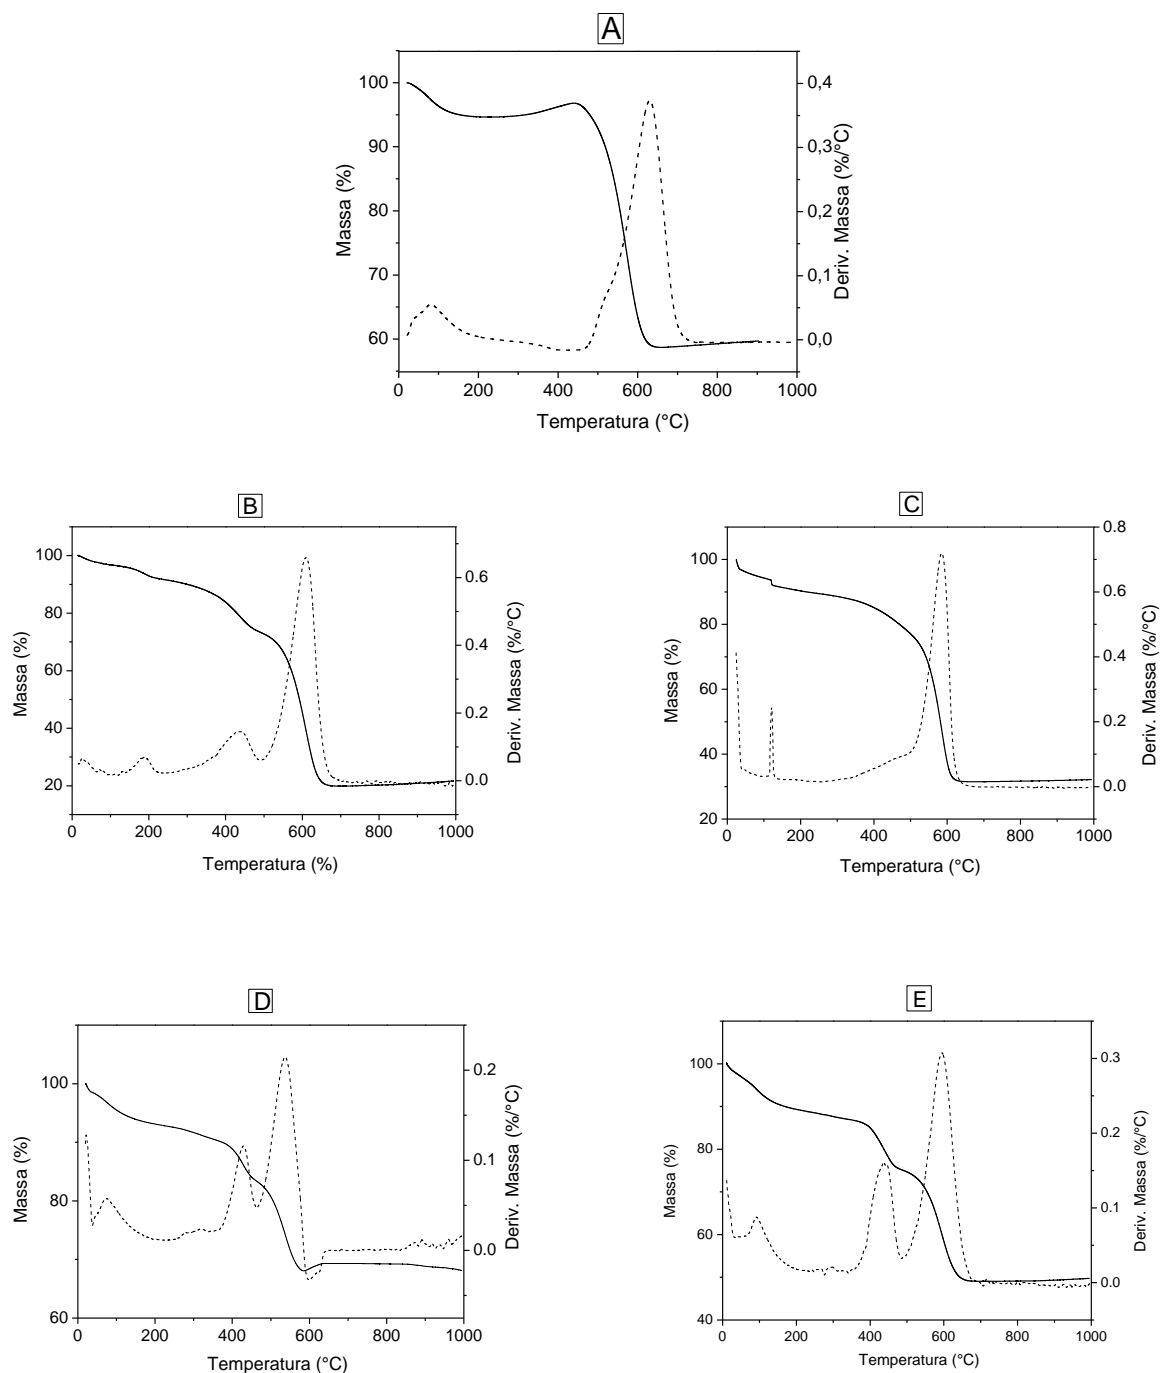 A
100
90
80
70
60
Massa (%)
0,4
0,3
0,2
0,1
0,0
Deriv. Massa (%/°C)
0 200 400 600 800 1000
Temperatura (°C)
B
100
80
60
40
20
Massa (%)
0.6
0.4
0.2
0.0
Deriv. Massa (%/°C)
0 200 400 600 800 1000
Temperatura (%)
C
100
80
60
40
20
Massa (%)
0.8
0.6
0.4
0.2
0.0
Deriv. Massa (%/°C)
0 200 400 600 800 1000
Temperatura (°C)
D
100
80
60
Massa (%)
0.2
0.1
0.0
Deriv. Massa (%/°C)
0 200 400 600 800 1000
Temperatura (°C)
E
100
80
60
40
Massa (%)
0.3
0.2
0.1
0.0
Deriv. Massa (%/°C)
0 200 400 600 800 1000
Temperatura (°C)